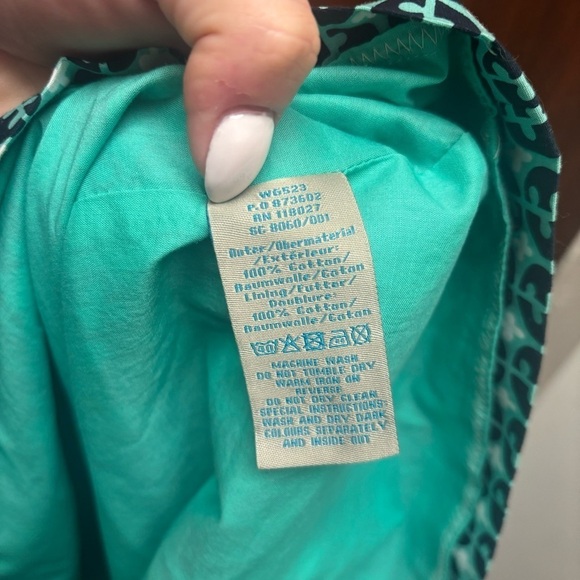 WG523
P.O 873602
RN 118027
SC 8060/001
Outer/Obermaterial
/Extérieur:
100% Cotton/
Baumwolle/Coton
Lining/Futter/
Doublure:
100% Cotton/
Baumwolle/Coton
40
MACHINE WASH
DO NOT TUMBLE DRY
WARM IRON ON
REVERSE
DO NOT DRY CLEAN
SPECIAL INSTRUCTIONS:
WASH AND DRY DARK
COLOURS SEPARATELY
AND INSIDE OUT